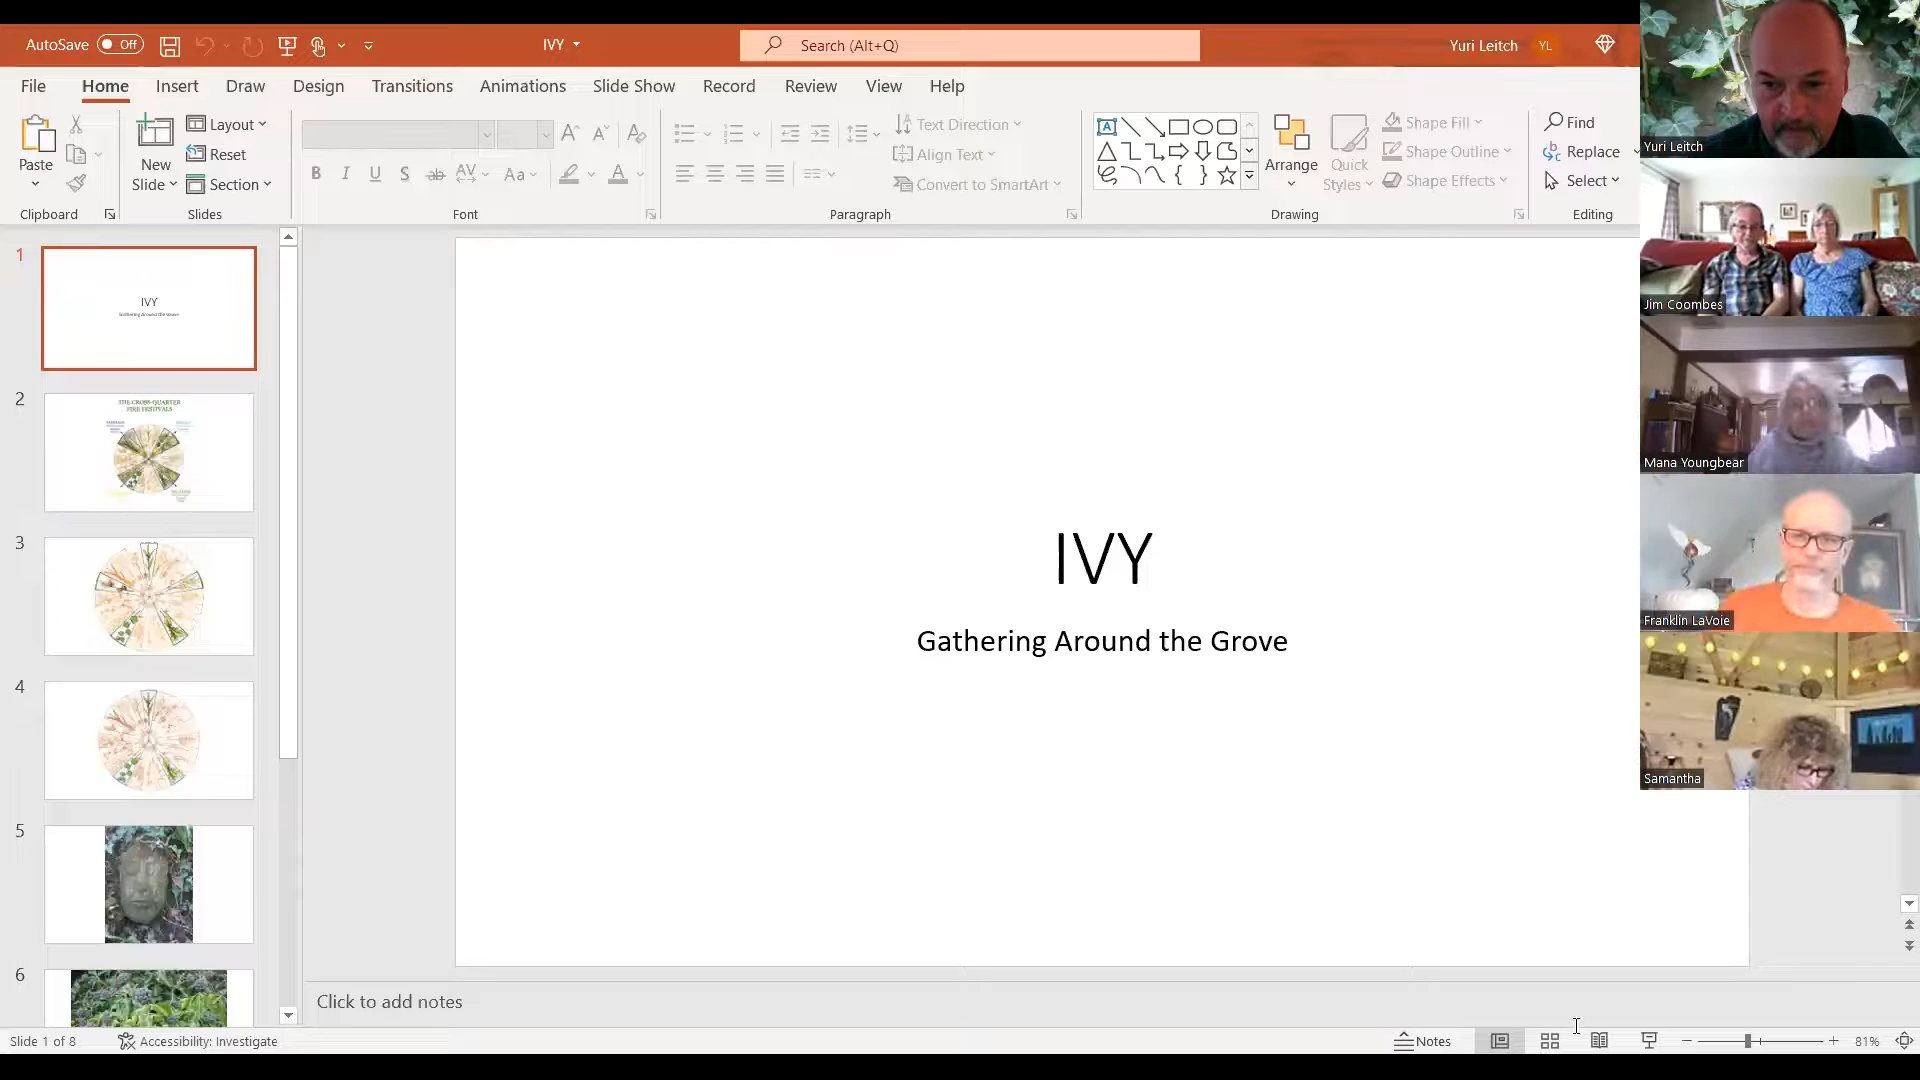 AutoSave Off
IVY
Search (Alt+Q)
Yuri Leitch YL
File Home Insert Draw Design Transitions Animations Slide Show Record Review View Help
Paste
New Slide
Layout
Reset
Section
Text Direction
Align Text
Convert to SmartArt
Arrange
Quick Styles
Shape Fill
Shape Outline
Shape Effects
Find
Replace
Select
Clipboard Slides Font Paragraph Drawing Editing
1
IVY
Gathering Around the Grove
2
THE CROSS-QUARTER
FIRE FESTIVALS
3
4
5
6
IVY
Gathering Around the Grove
Click to add notes
Slide 1 of 8 Accessibility: Investigate Notes 81%
Yuri Leitch
Jim Coombes
Mana Youngbear
Franklin LaVoie
Samantha